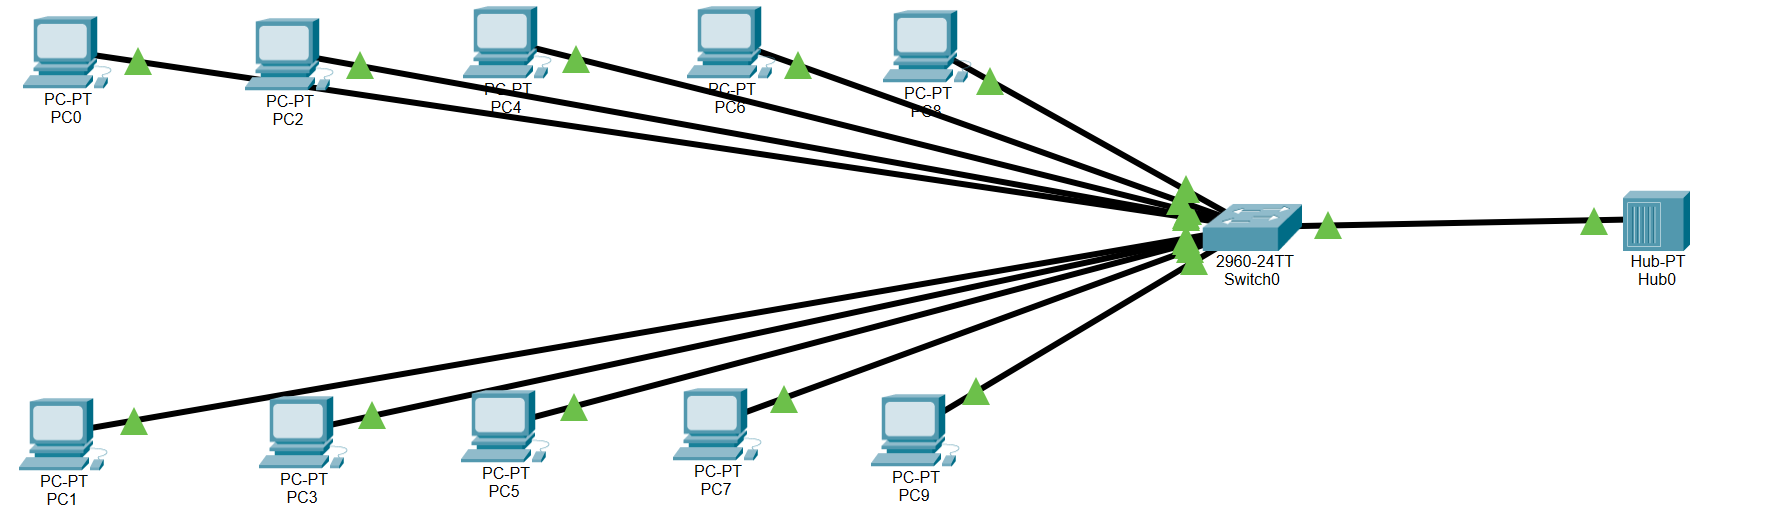 PC-PT
PC0
PC-PT
PC2
PC-PT
PC4
PC-PT
PC6
PC-PT
PC8
2960-24TT
Switch0
Hub-PT
Hub0
PC-PT
PC1
PC-PT
PC3
PC-PT
PC5
PC-PT
PC7
PC-PT
PC9